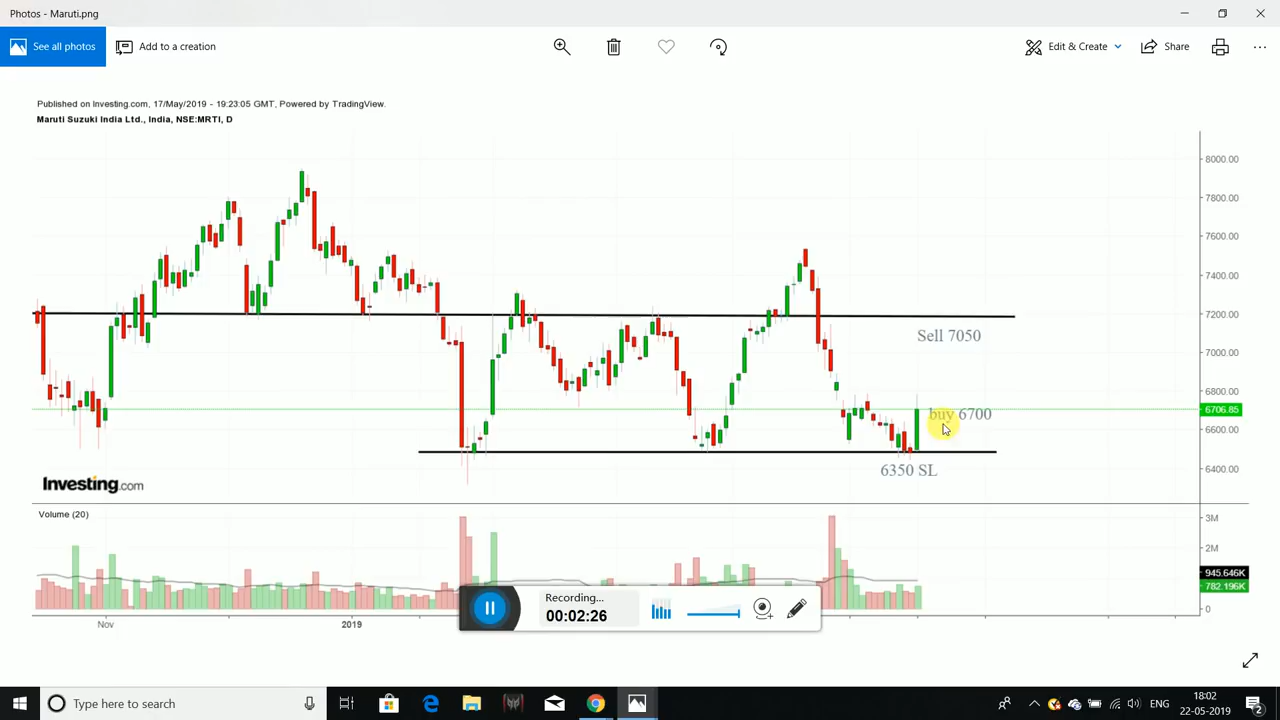 Photos - Maruti.png
See all photos
Add to a creation
Edit & Create
Share
Published on Investing.com, 17/May/2019 - 19:23:05 GMT, Powered by TradingView.
Maruti Suzuki India Ltd., India, NSE:MRTI, D
8000.00
7800.00
7600.00
7400.00
7200.00
Sell 7050
7000.00
6800.00
6706.85
buy 6700
6600.00
6400.00
6350 SL
Investing.com
Volume (20)
3M
2M
945.646K
782.196K
0
Recording...
00:02:26
Nov
2019
Type here to search
ENG
18:02
22-05-2019
2